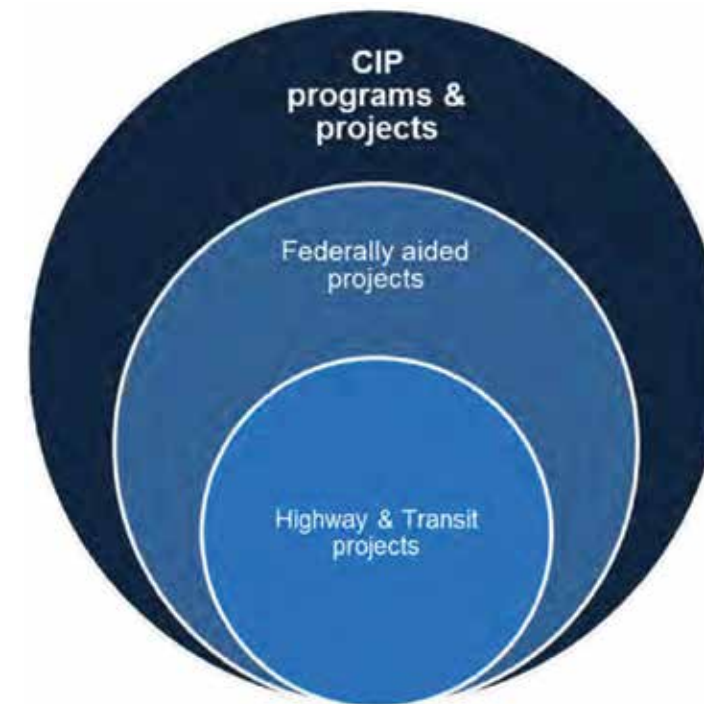 CIP
programs &
projects
Federally aided
projects
Highway & Transit
projects